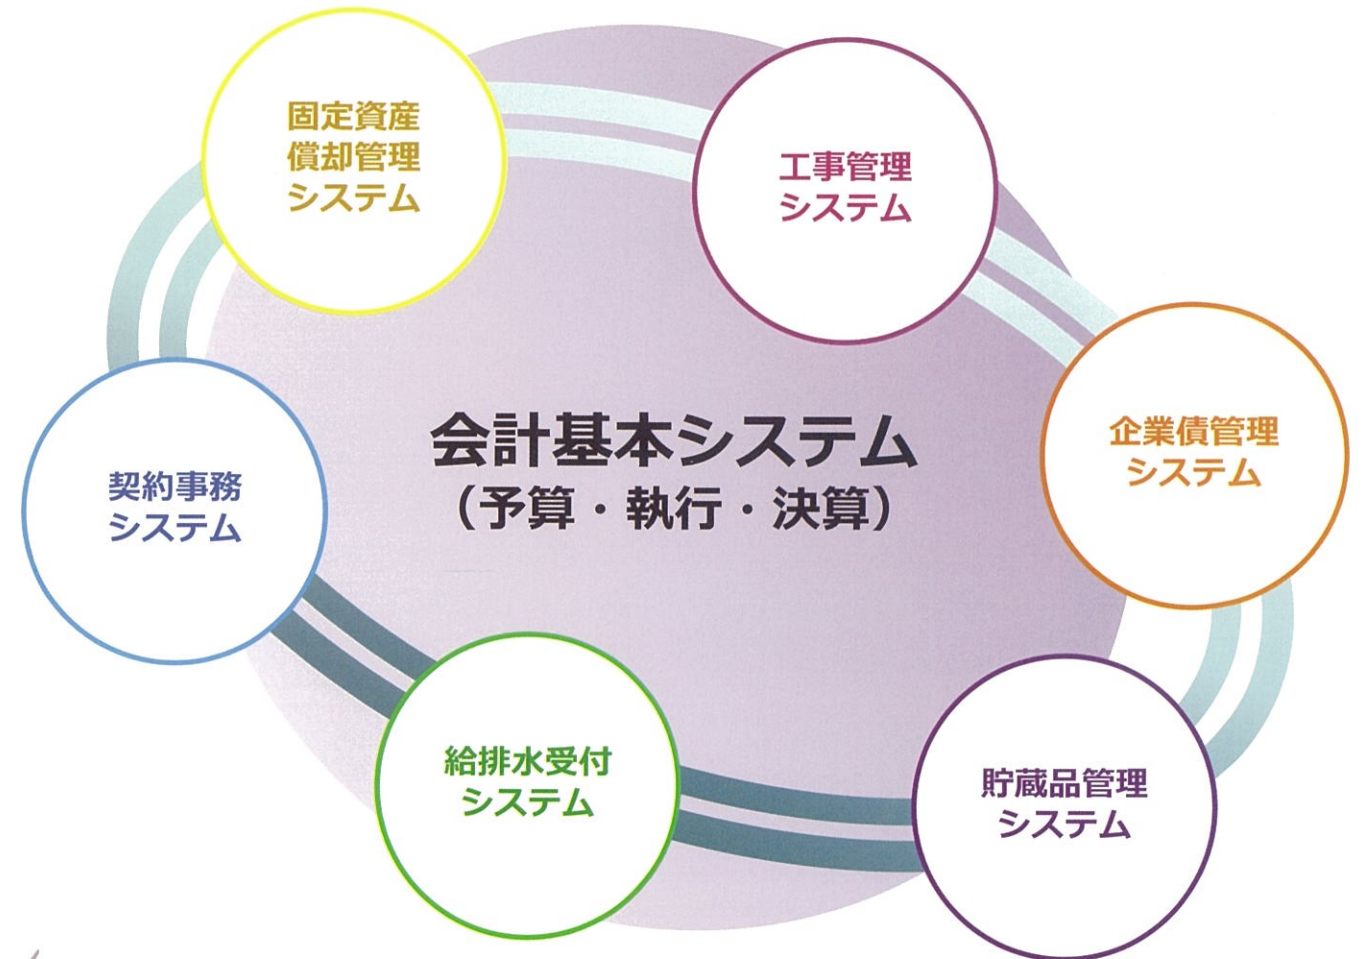 固定資産
償却管理
システム
工事管理
システム
企業債管理
システム
会計基本システム
（予算・執行・決算）
契約事務
システム
給排水受付
システム
貯蔵品管理
システム